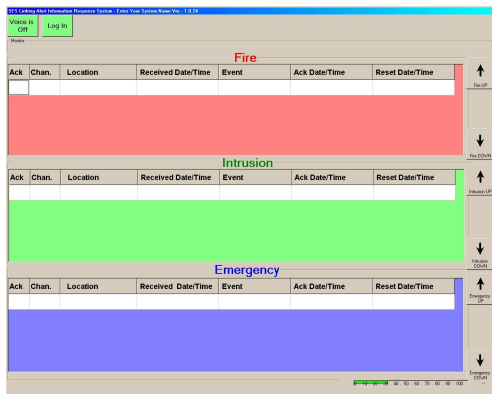 SES Linking Alert Information Response System - Enter Your System Name Ver.- 1.0.24
Voice is
Off
Log In
Monitor
Fire
Ack Chan. Location Received Date/Time Event Ack Date/Time Reset Date/Time
Fire UP
Fire DOWN
Intrusion
Ack Chan. Location Received Date/Time Event Ack Date/Time Reset Date/Time
Intrusion UP
Intrusion
DOWN
Emergency
Ack Chan. Location Received Date/Time Event Ack Date/Time Reset Date/Time
Emergency
UP
Emergency
DOWN
40 50 60 70 80 90 100